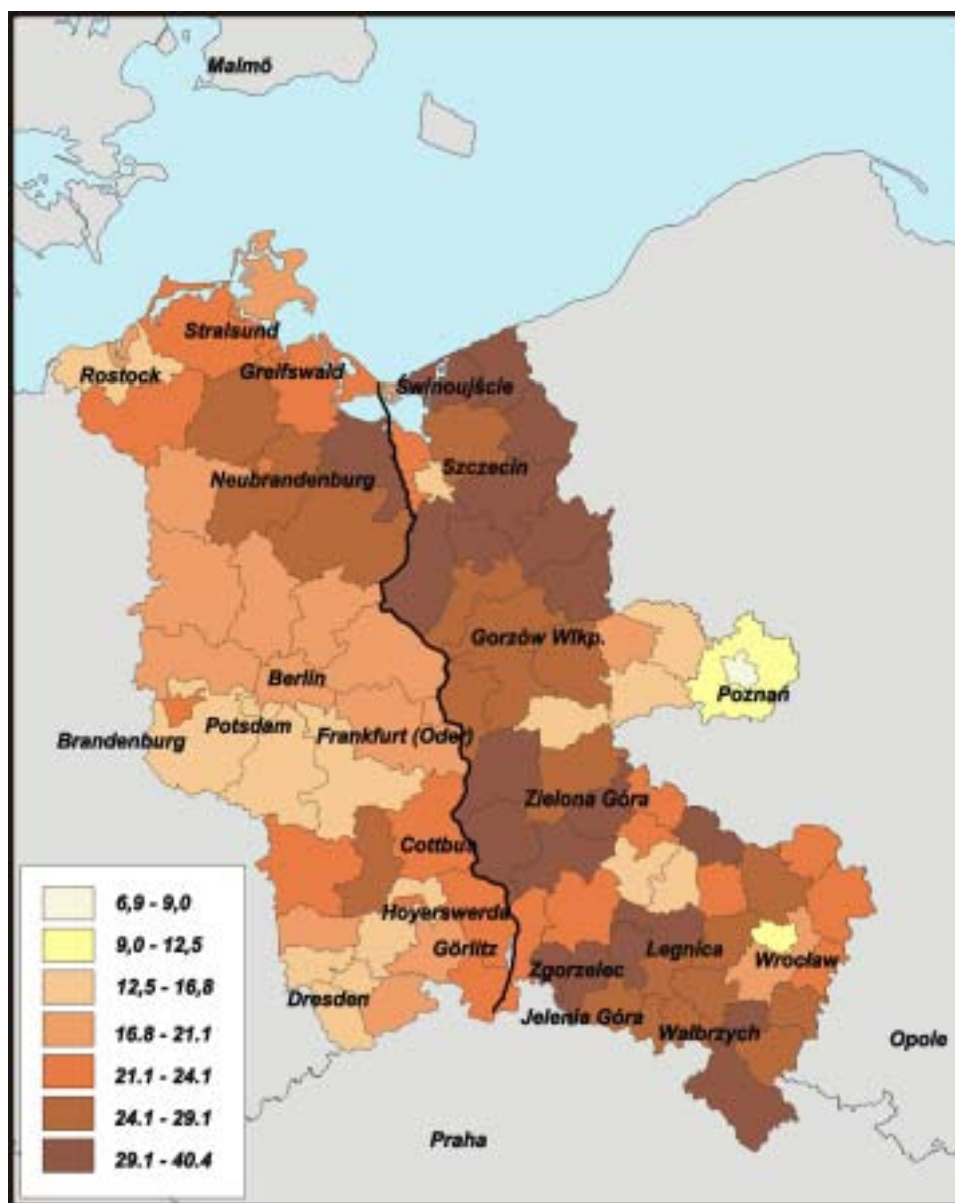 Malmö
Stralsund
Greifswald
Rostock
Świnoujście
Szczecin
Neubrandenburg
Gorzów Wlkp.
Berlin
Poznań
Potsdam
Frankfurt (Oder)
Brandenburg
Zielona Góra
Cottbus
Hoyerswerda
Görlitz
Legnica
Wrocław
Zgorzelec
Dresden
Jelenia Góra
Wałbrzych
Opole
Praha
6,9 - 9,0
9,0 - 12,5
12,5 - 16,8
16.8 - 21.1
21.1 - 24.1
24.1 - 29.1
29.1 - 40.4